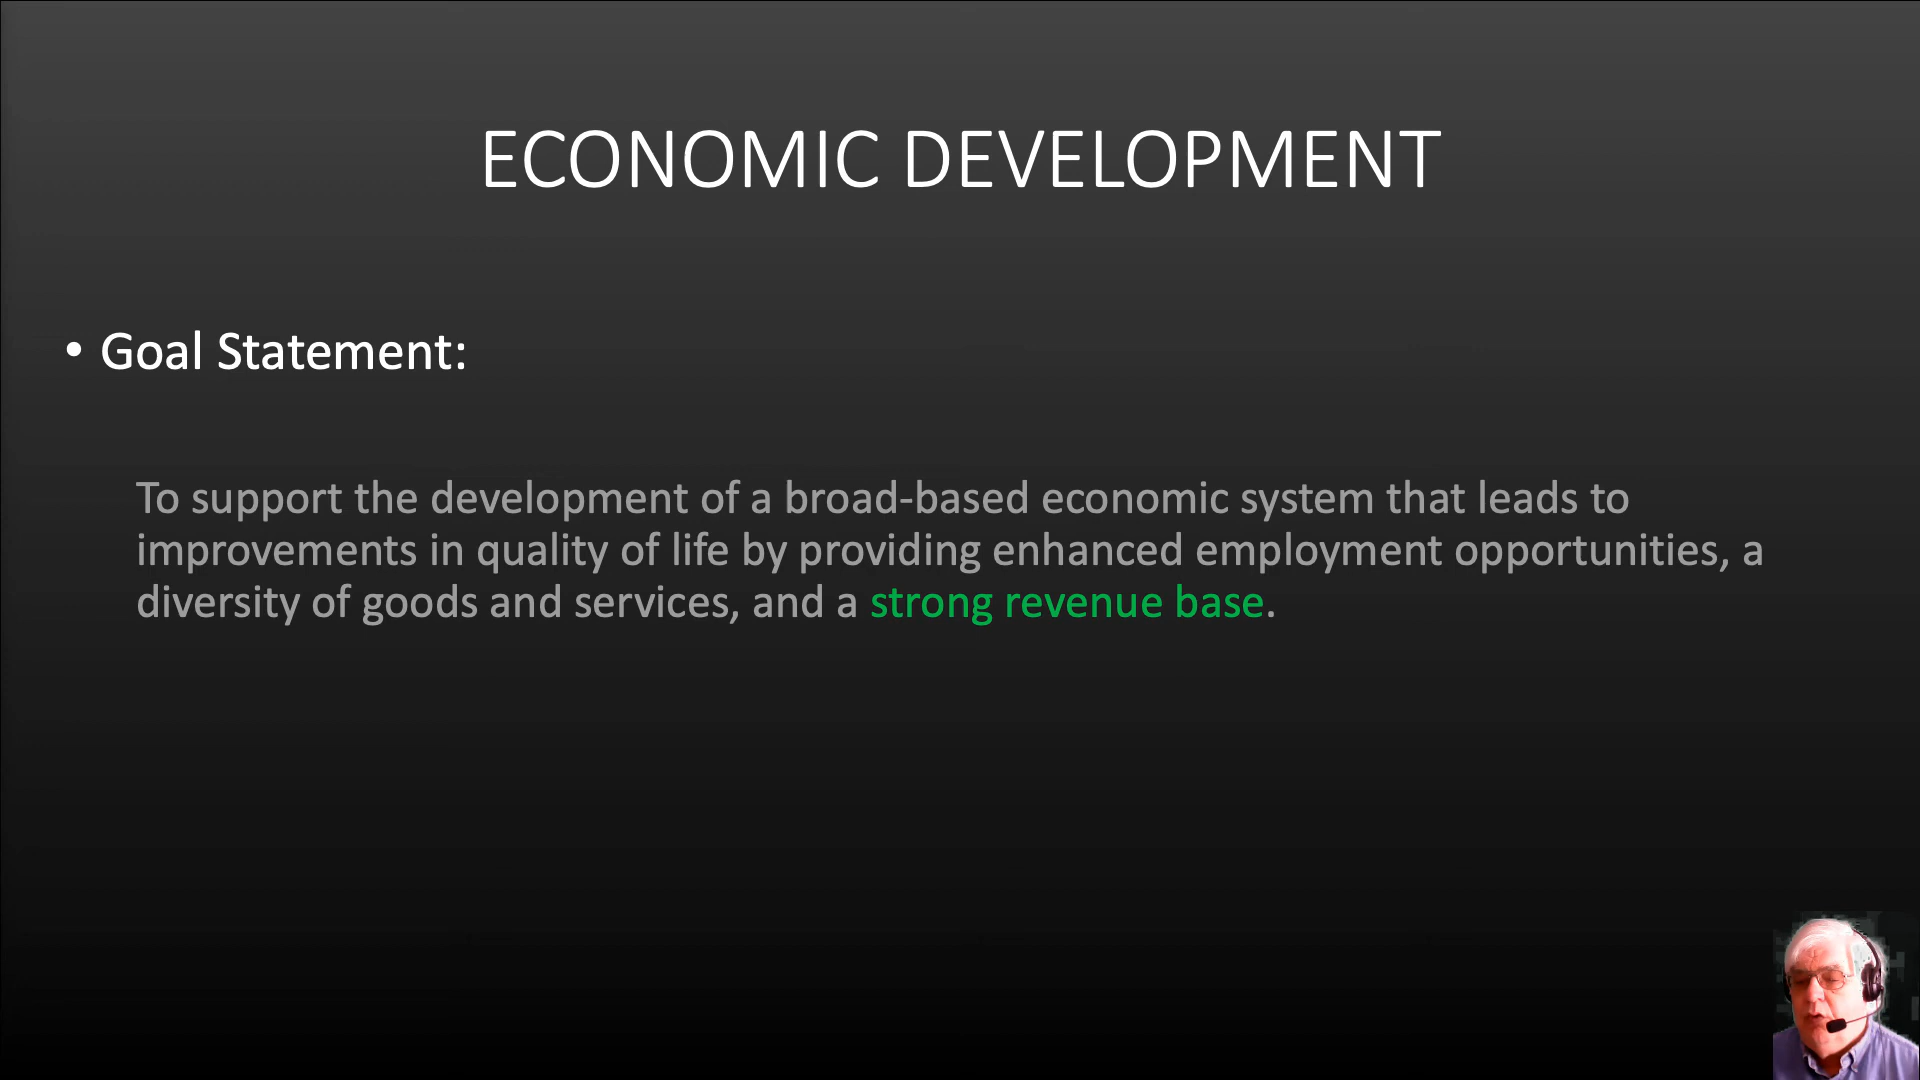 ECONOMIC DEVELOPMENT
• Goal Statement:
To support the development of a broad-based economic system that leads to
improvements in quality of life by providing enhanced employment opportunities, a
diversity of goods and services, and a strong revenue base.